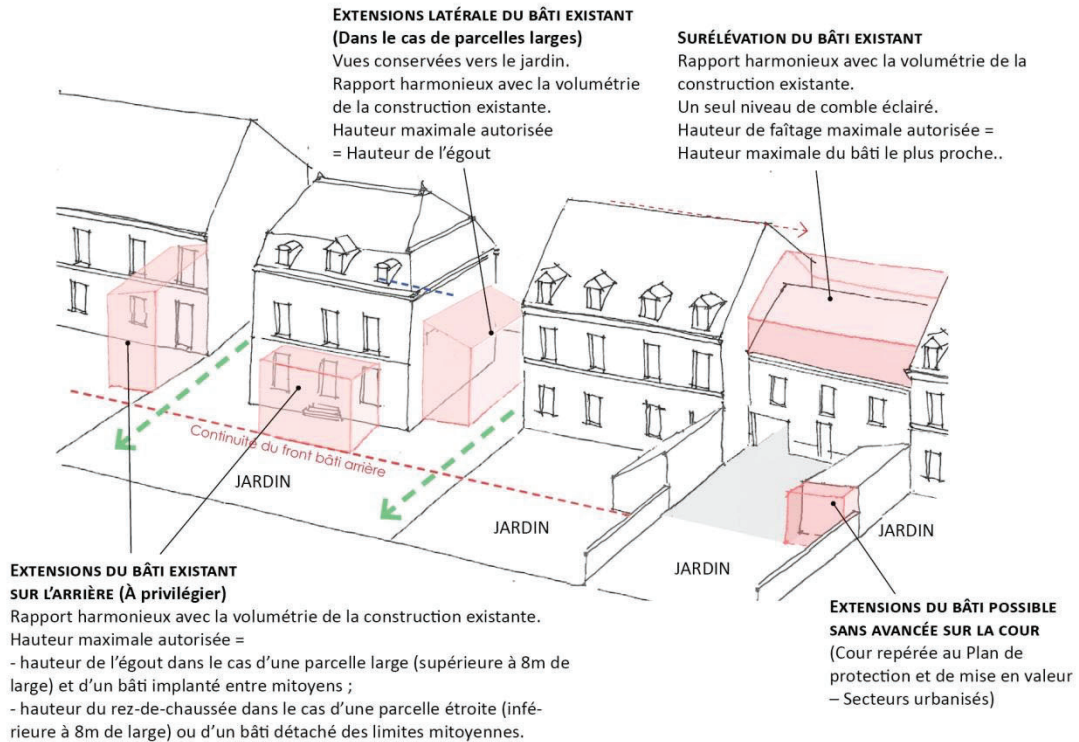 EXTENSIONS LATÉRALE DU BÂTI EXISTANT
(Dans le cas de parcelles larges)
Vues conservées vers le jardin.
Rapport harmonieux avec la volumétrie
de la construction existante.
Hauteur maximale autorisée
= Hauteur de l'égout
SURÉLÉVATION DU BÂTI EXISTANT
Rapport harmonieux avec la volumétrie de la
construction existante.
Un seul niveau de comble éclairé.
Hauteur de faîtage maximale autorisée =
Hauteur maximale du bâti le plus proche..
Continuité du front bâti arrière
JARDIN
JARDIN
JARDIN
JARDIN
EXTENSIONS DU BÂTI EXISTANT
SUR L'ARRIÈRE (À privilégier)
Rapport harmonieux avec la volumétrie de la construction existante.
Hauteur maximale autorisée =
- hauteur de l'égout dans le cas d'une parcelle large (supérieure à 8m de
large) et d'un bâti implanté entre mitoyens ;
- hauteur du rez-de-chaussée dans le cas d'une parcelle étroite (infé-
rieure à 8m de large) ou d'un bâti détaché des limites mitoyennes.
EXTENSIONS DU BÂTI POSSIBLE
SANS AVANCÉE SUR LA COUR
(Cour repérée au Plan de
protection et de mise en valeur
– Secteurs urbanisés)